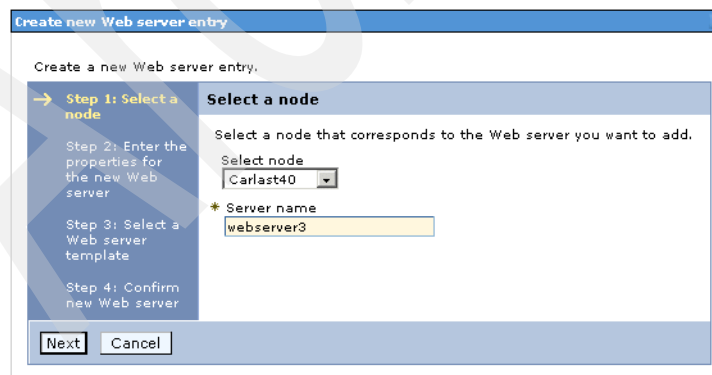 Create new Web server entry
Create a new Web server entry.
Step 1: Select a
node
Step 2: Enter the
properties for
the new Web
server
Step 3: Select a
Web server
template
Step 4: Confirm
new Web server
Select a node
Select a node that corresponds to the Web server you want to add.
Select node
Carlast40
* Server name
webserver3
Next Cancel